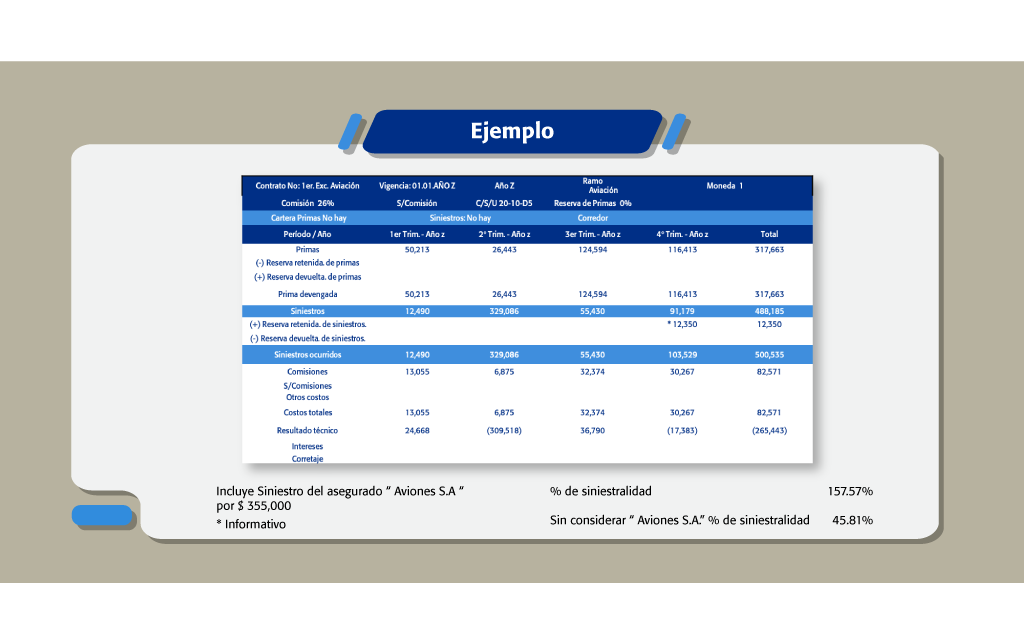 Ejemplo
Contrato No: 1er. Exc. Aviación Vigencia: 01.01.AÑO Z Año Z Ramo Aviación Moneda 1
Comisión 26% S/Comisión C/S/U 20-10-D5 Reserva de Primas 0%
Cartera Primas No hay Siniestros: No hay Corredor
Período / Año 1er Trim. - Año z 2° Trim. - Año z 3er Trim. - Año z 4° Trim. - Año z Total
Primas 50,213 26,443 124,594 116,413 317,663
(-) Reserva retenida. de primas
(+) Reserva devuelta. de primas
Prima devengada 50,213 26,443 124,594 116,413 317,663
Siniestros 12,490 329,086 55,430 91,179 488,185
(+) Reserva retenida. de siniestros. * 12,350 12,350
(-) Reserva devuelta. de siniestros.
Siniestros ocurridos 12,490 329,086 55,430 103,529 500,535
Comisiones 13,055 6,875 32,374 30,267 82,571
S/Comisiones
Otros costos
Costos totales 13,055 6,875 32,374 30,267 82,571
Resultado técnico 24,668 (309,518) 36,790 (17,383) (265,443)
Intereses
Corretaje
Incluye Siniestro del asegurado " Aviones S.A "
por $ 355,000
* Informativo
% de siniestralidad 157.57%
Sin considerar " Aviones S.A." % de siniestralidad 45.81%